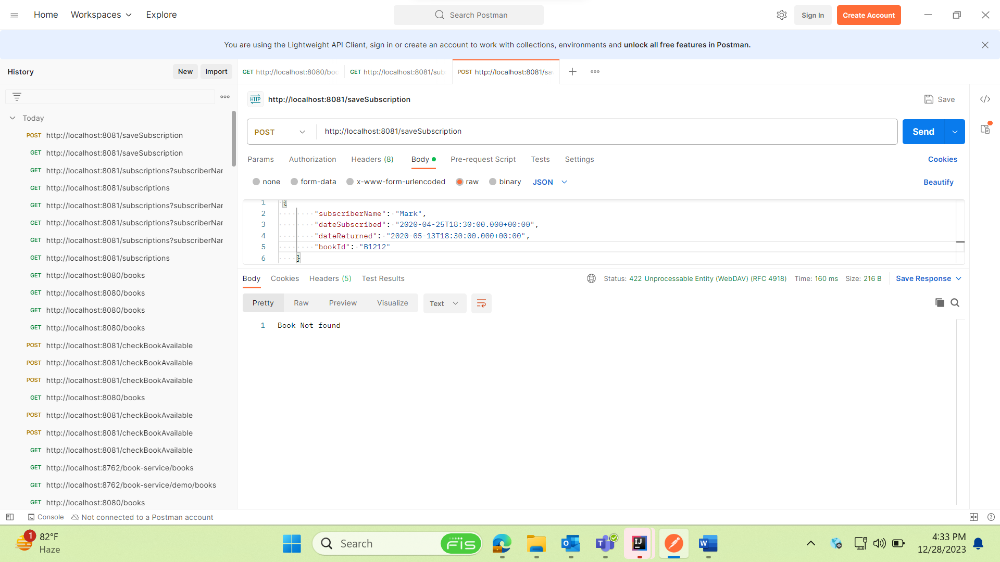 Home Workspaces Explore Search Postman Sign In Create Account
You are using the Lightweight API Client, sign in or create an account to work with collections, environments and unlock all free features in Postman.
History New Import
GET http://localhost:8080/boo GET http://localhost:8081/sub POST http://localhost:8081/sa
HTTP http://localhost:8081/saveSubscription Save
Today
POST http://localhost:8081/saveSubscription
GET http://localhost:8081/saveSubscription
GET http://localhost:8081/subscriptions?subscriberNar
GET http://localhost:8081/subscriptions
GET http://localhost:8081/subscriptions?subscriberNar
GET http://localhost:8081/subscriptions?subscriberNar
GET http://localhost:8081/subscriptions?subscriberNar
GET http://localhost:8081/subscriptions
GET http://localhost:8080/books
GET http://localhost:8080/books
GET http://localhost:8080/books
GET http://localhost:8080/books
POST http://localhost:8081/checkBookAvailable
POST http://localhost:8081/checkBookAvailable
POST http://localhost:8081/checkBookAvailable
GET http://localhost:8080/books
POST http://localhost:8081/checkBookAvailable
POST http://localhost:8081/checkBookAvailable
GET http://localhost:8081/checkBookAvailable
GET http://localhost:8762/book-service/books
GET http://localhost:8762/book-service/demo/books
GET http://localhost:8080/books
POST http://localhost:8081/saveSubscription Send
Params Authorization Headers (8) Body Pre-request Script Tests Settings Cookies
none form-data x-www-form-urlencoded raw binary JSON Beautify
1 {
2 "subscriberName": "Mark",
3 "dateSubscribed": "2020-04-25T18:30:00.000+00:00",
4 "dateReturned": "2020-05-13T18:30:00.000+00:00",
5 "bookId": "B1212"
6 }
Body Cookies Headers (5) Test Results Status: 422 Unprocessable Entity (WebDAV) (RFC 4918) Time: 160 ms Size: 216 B Save Response
Pretty Raw Preview Visualize Text
1 Book Not found
Console Not connected to a Postman account
1 82°F
Haze
Search fis
4:33 PM
12/28/2023